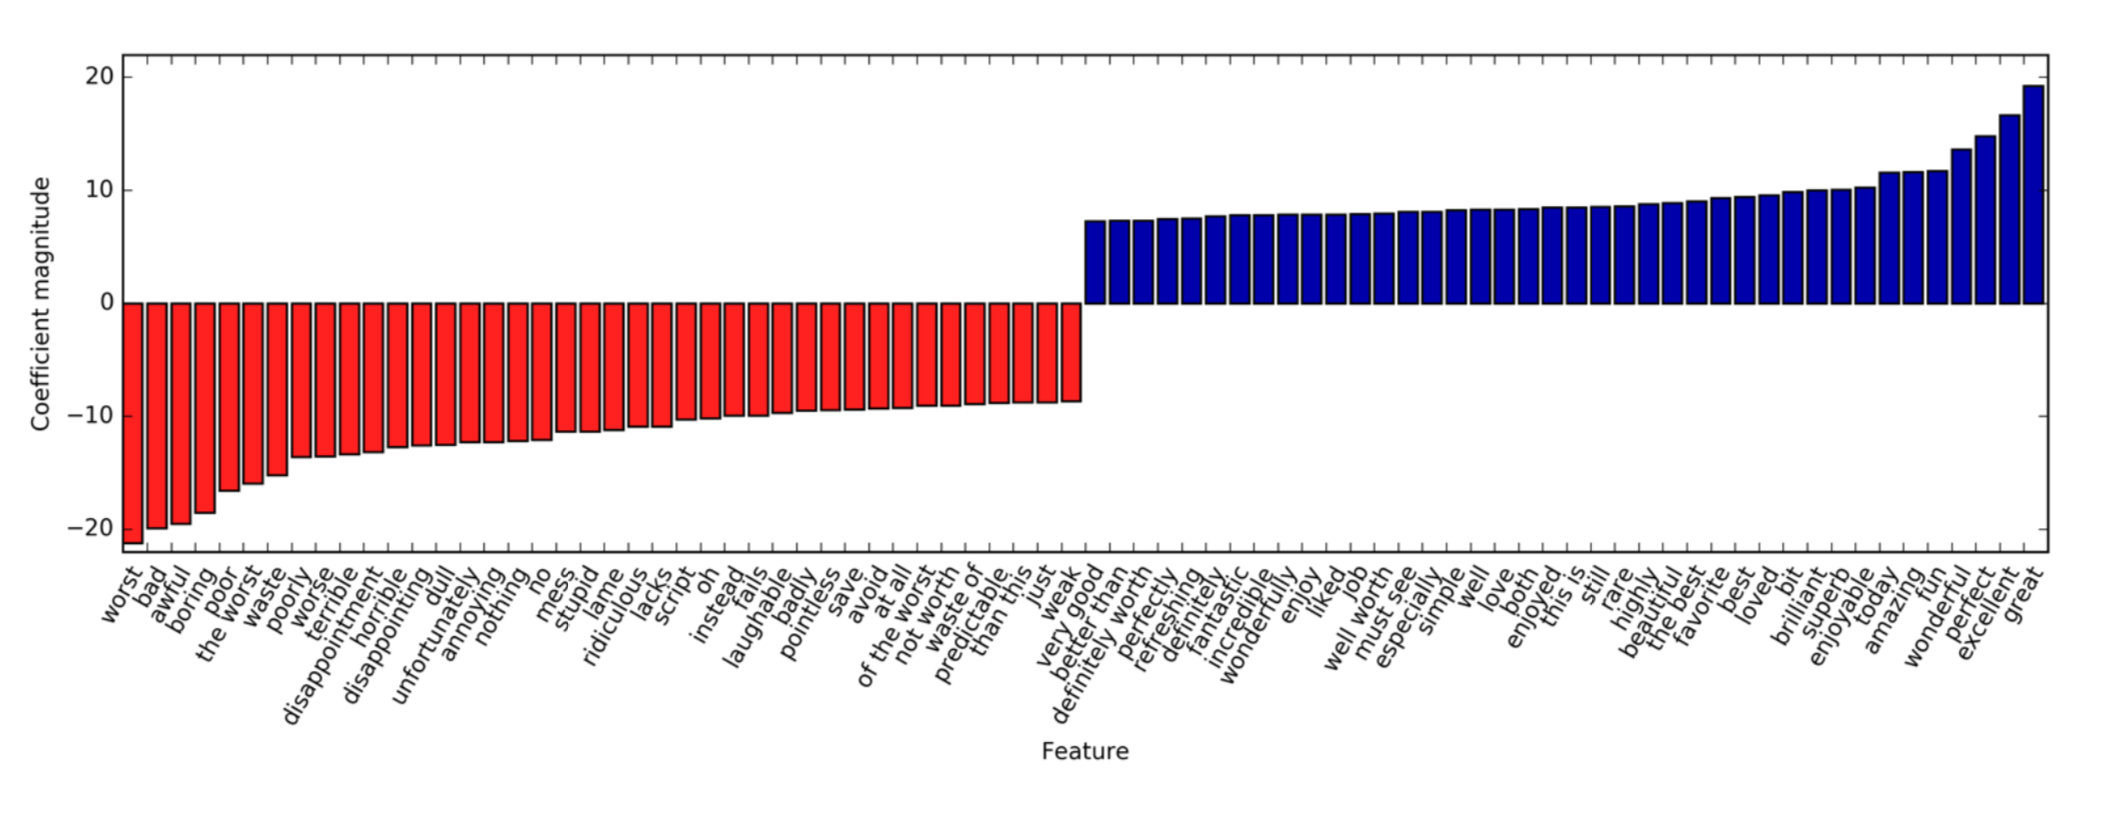 20
10
0
−10
−20
Coefficient magnitude
worst
bad
awful
boring
poor
the worst
waste
poorly
worse
terrible
disappointment
horrible
disappointing
dull
unfortunately
annoying
nothing
no
mess
stupid
lame
ridiculous
lacks
script
oh
instead
fails
laughable
badly
pointless
save
avoid
at all
of the worst
not worth
waste of
predictable
than this
just
weak
very good
better than
definitely worth
perfectly
refreshing
definitely
fantastic
incredible
wonderfully
enjoy
liked
job
well worth
must see
especially
simple
well
love
both
enjoyed
this is
still
rare
highly
beautiful
the best
favorite
best
loved
bit
brilliant
superb
enjoyable
today
amazing
fun
wonderful
perfect
excellent
great
Feature